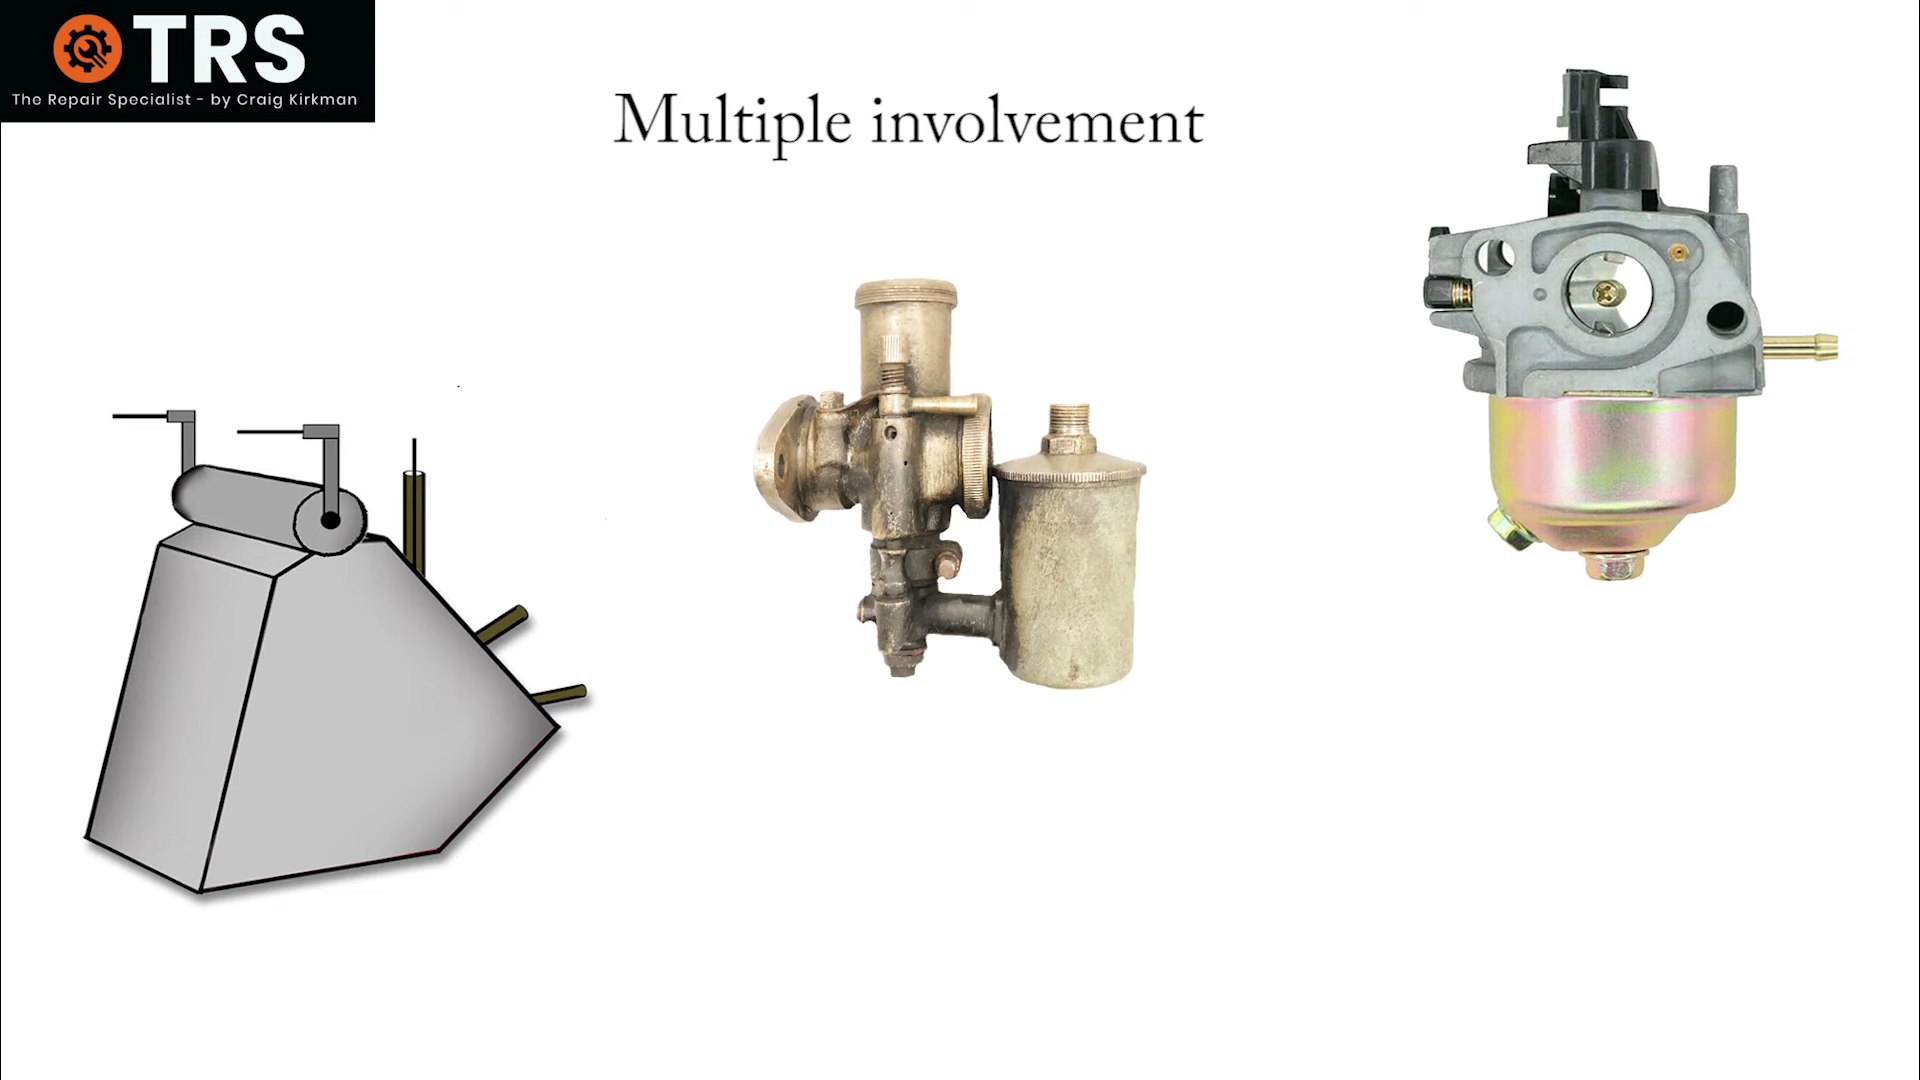 TRS
The Repair Specialist - by Craig Kirkman
Multiple involvement